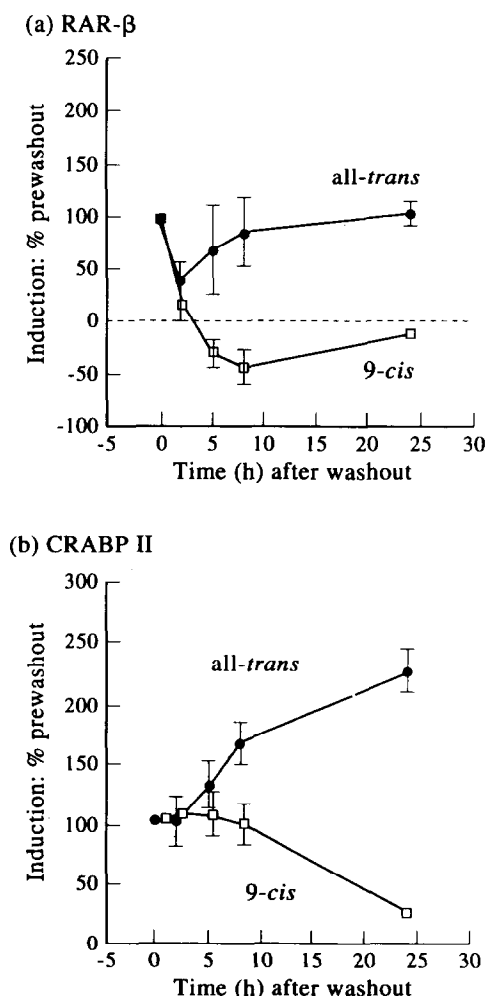 (a) RAR-β
250
200
150
100
50
0
-50
-100
Induction: % prewashout
all-trans
9-cis
-5 0 5 10 15 20 25 30
Time (h) after washout
(b) CRABP II
300
250
200
150
100
50
0
Induction: % prewashout
all-trans
9-cis
-5 0 5 10 15 20 25 30
Time (h) after washout